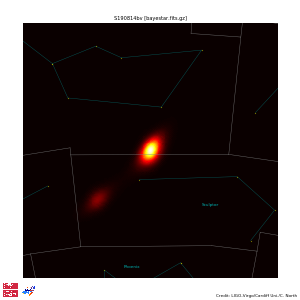 S190814bv [bayestar.fits.gz]
Sculptor
Phoenix
Credit: LIGO-Virgo/Cardiff Uni./C. North